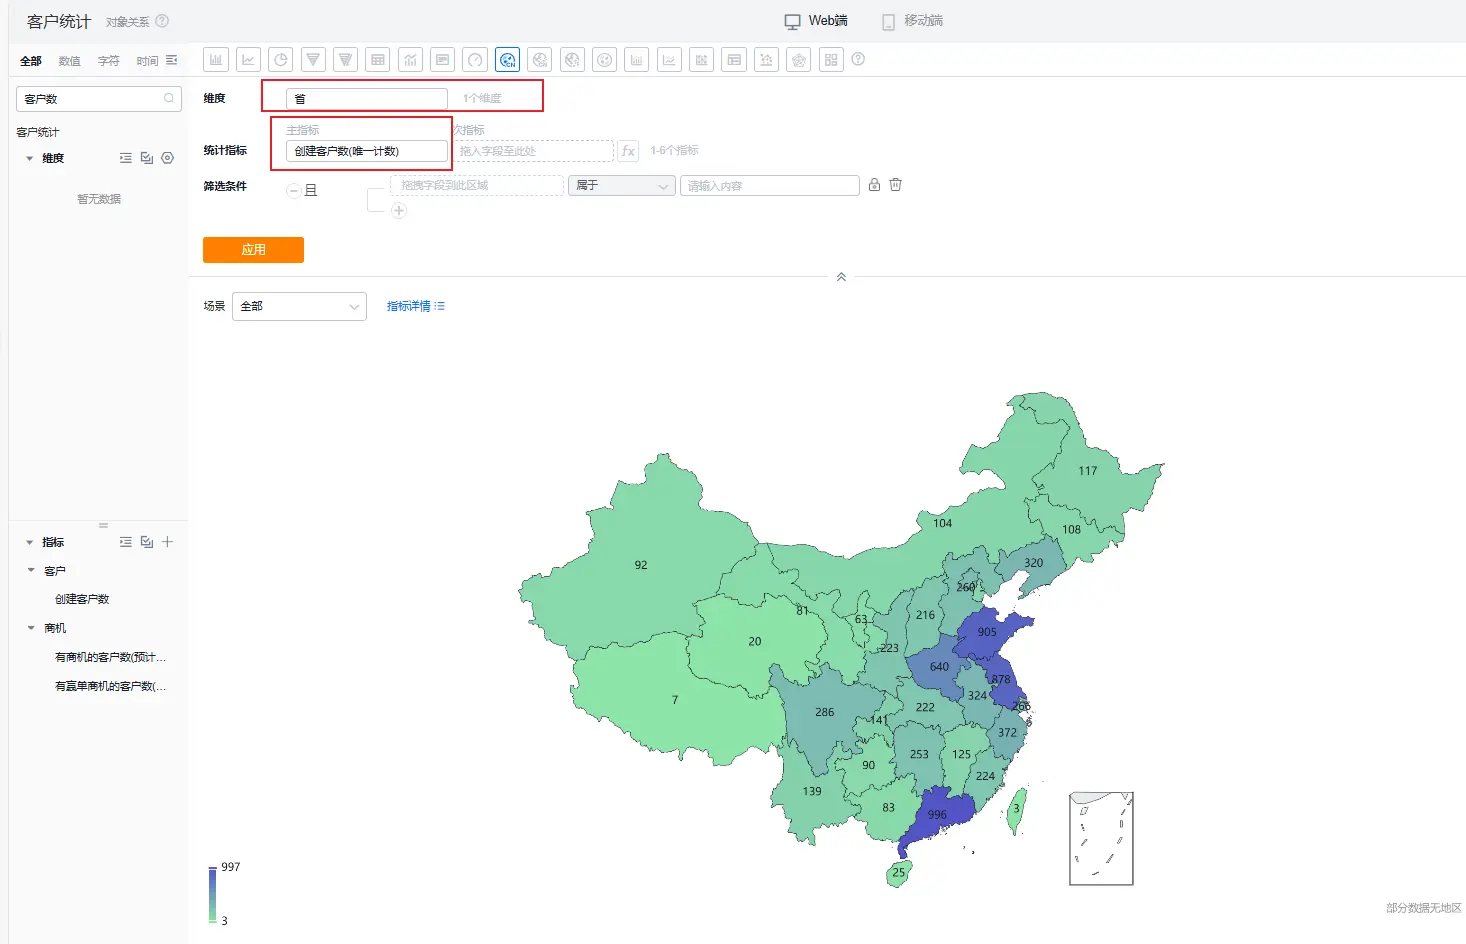 客户统计 对象关系 Web端 移动端
全部 数值 字符 时间
客户数
客户统计
维度
暂无数据
指标
客户
创建客户数
商机
有商机的客户数(预计...
有赢单商机的客户数(...
维度 省 1个维度
主指标 次指标
统计指标 创建客户数(唯一计数) 拖入字段至此处 fx 1-6个指标
筛选条件 且 拖拽字段到此区域 属于 请输入内容
应用
场景 全部 指标详情
117
104
108
92
320
260
81
63
216
905
20
223
640
878
7
324
266
286
141
222
372
90
253
125
224
139
83
996
3
25
997
3
部分数据无地区